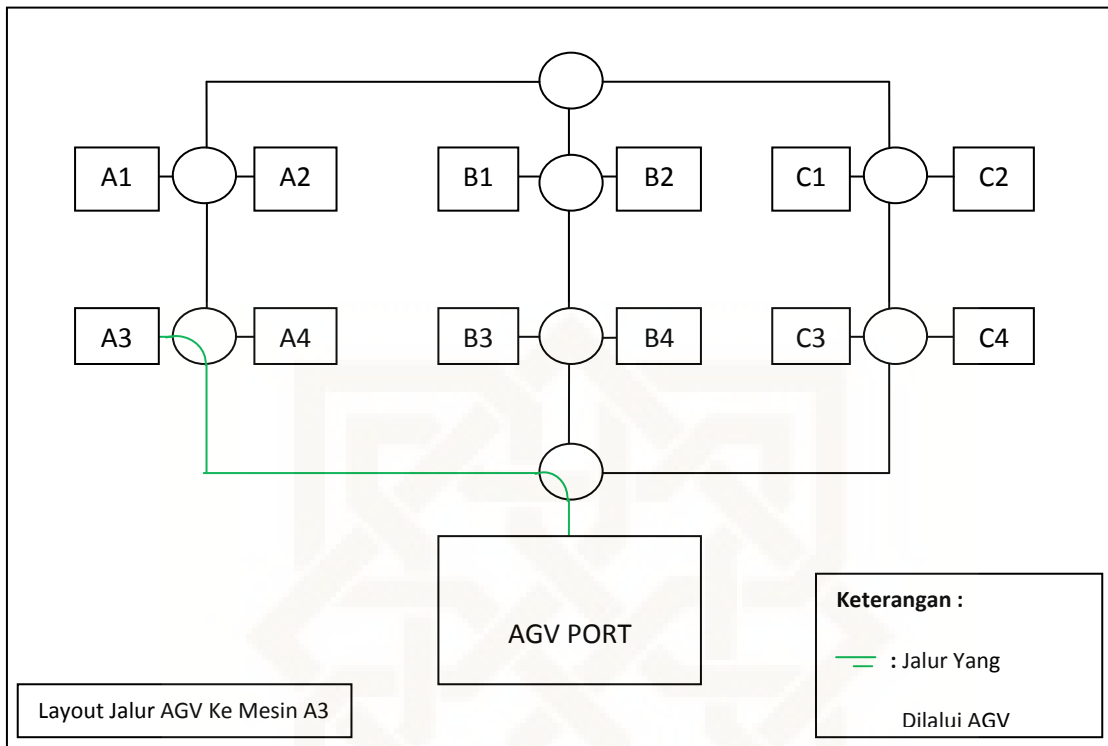 A1
A2
B1
B2
C1
C2
A3
A4
B3
B4
C3
C4
AGV PORT
Keterangan :
: Jalur Yang
Dilalui AGV
Layout Jalur AGV Ke Mesin A3